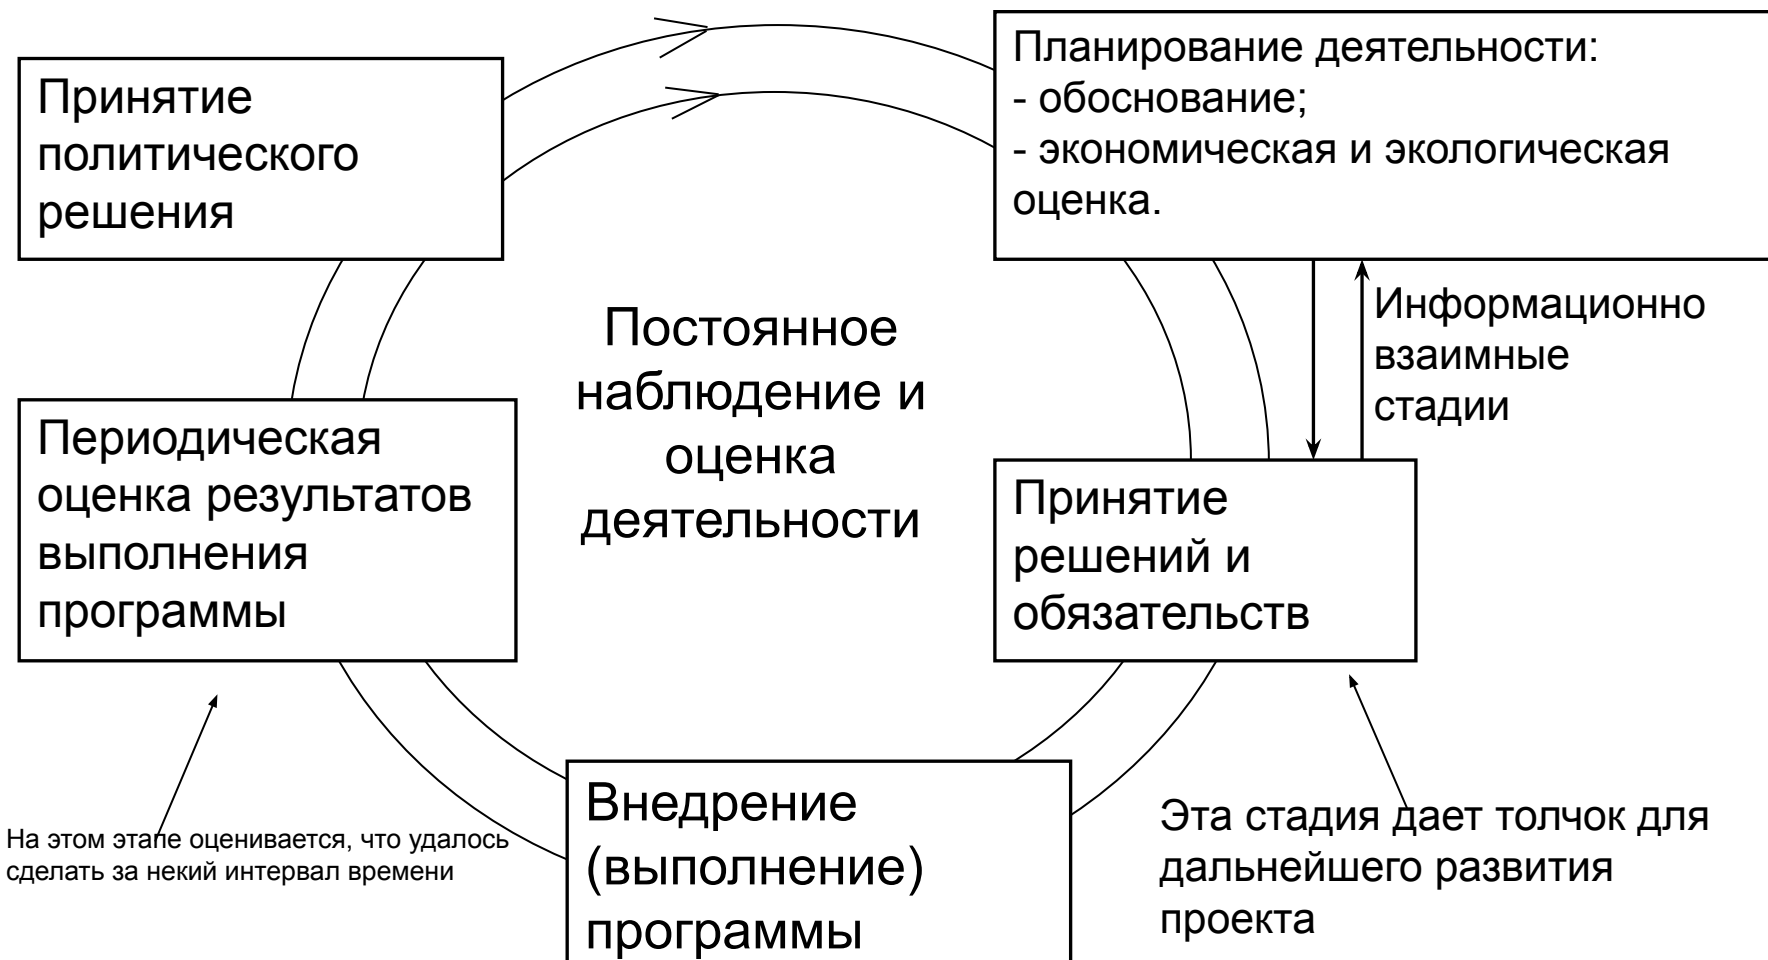 Принятие
политического
решения
Планирование деятельности:
- обоснование;
- экономическая и экологическая
оценка.
Информационно
взаимные
стадии
Постоянное
наблюдение и
оценка
деятельности
Периодическая
оценка результатов
выполнения
программы
Принятие
решений и
обязательств
Внедрение
(выполнение)
программы
На этом этапе оценивается, что удалось
сделать за некий интервал времени
Эта стадия дает толчок для
дальнейшего развития
проекта